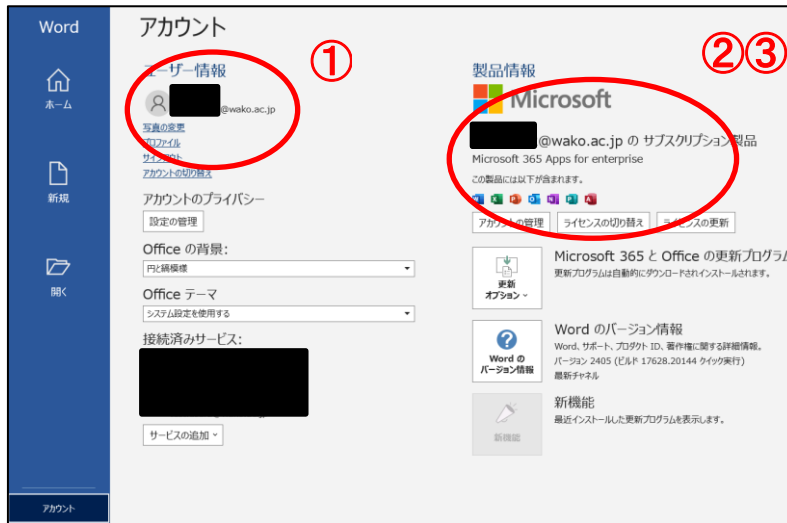 Word
ホーム
新規
開く
アカウント
アカウント
ユーザー情報
①
@wako.ac.jp
写真の変更
プロファイル
サインアウト
アカウントの切り替え
アカウントのプライバシー
設定の管理
Office の背景:
円と縞模様
Office テーマ
システム設定を使用する
接続済みサービス:
サービスの追加
②③
製品情報
Microsoft
@wako.ac.jp の サブスクリプション製品
Microsoft 365 Apps for enterprise
この製品には以下が含まれます。
アカウントの管理 ライセンスの切り替え ライセンスの更新
更新
オプション
Microsoft 365 と Office の更新プログラム
更新プログラムは自動的にダウンロードされインストールされます。
Word の
バージョン情報
Word のバージョン情報
Word、サポート、プロダクト ID、著作権に関する詳細情報。
バージョン 2405 (ビルド 17628.20144 クイック実行)
最新チャネル
新機能
新機能
最近インストールした更新プログラムを表示します。